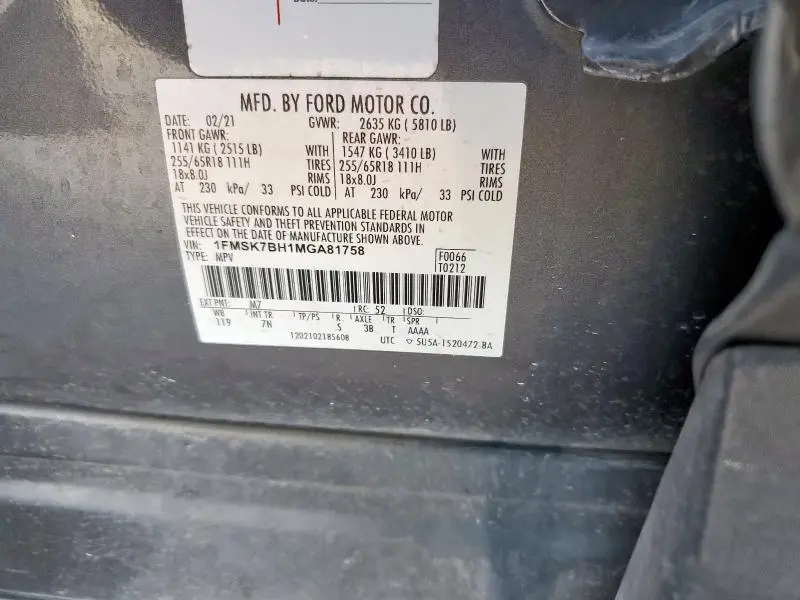 Date:
MFD. BY FORD MOTOR CO.
DATE: 02/21 GVWR: 2635 KG ( 5810 LB)
FRONT GAWR: REAR GAWR:
1141 KG ( 2515 LB) WITH 1547 KG ( 3410 LB) WITH
255/65R18 111H TIRES 255/65R18 111H TIRES
18x8.0J RIMS 18x8.0J RIMS
AT 230 kPa/ 33 PSI COLD AT 230 kPa/ 33 PSI COLD
THIS VEHICLE CONFORMS TO ALL APPLICABLE FEDERAL MOTOR
VEHICLE SAFETY AND THEFT PREVENTION STANDARDS IN
EFFECT ON THE DATE OF MANUFACTURE SHOWN ABOVE.
VIN: 1FMSK7BH1MGA81758 F0066
TYPE: MPV T0212
EXT PNT: M7 RC: 52 DSO:
WB INT TR TP/PS R AXLE TR SPR
119 7N S 3B T AAAA
1202102185608 UTC ▽ 5U5A-1520472-BA